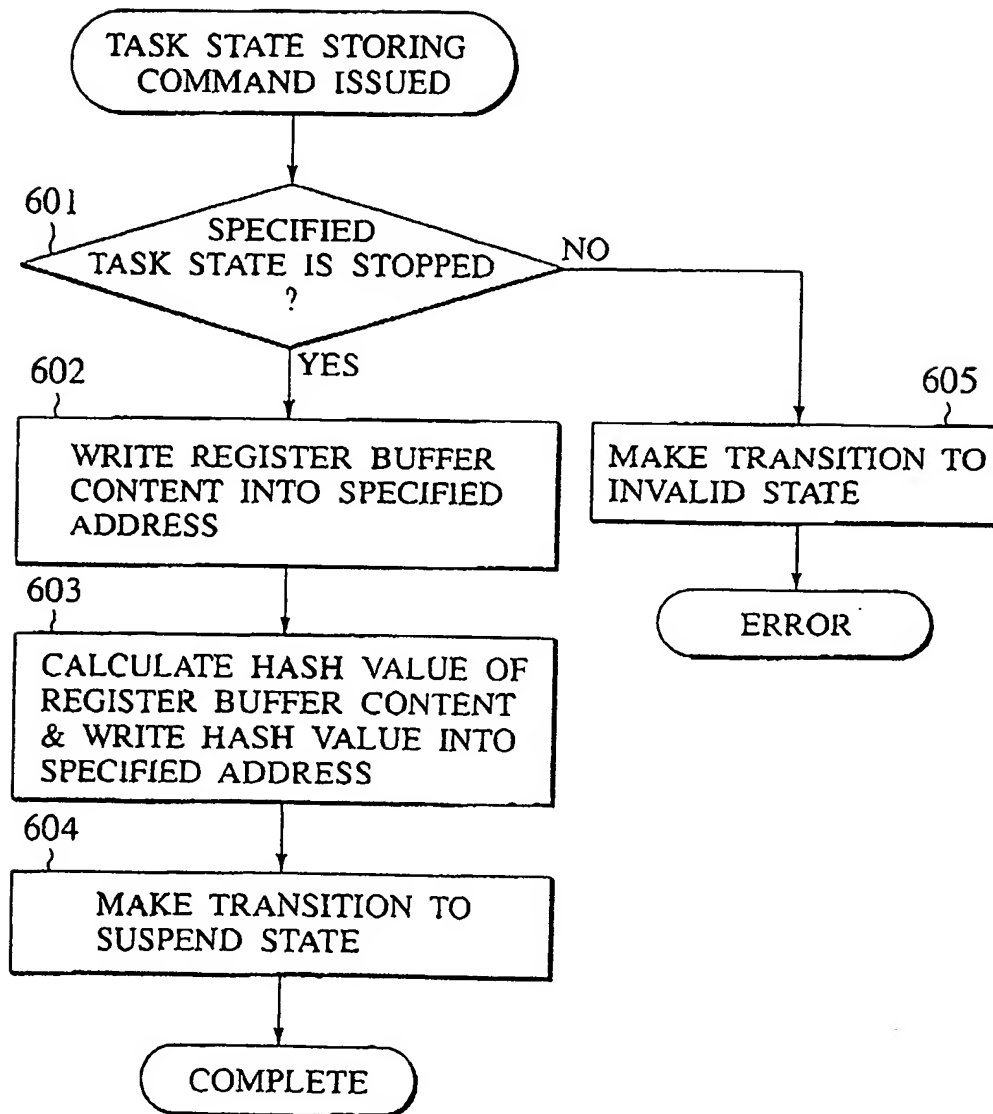 TASK STATE STORING
COMMAND ISSUED
601
SPECIFIED
TASK STATE IS STOPPED
?
NO
YES
602
WRITE REGISTER BUFFER
CONTENT INTO SPECIFIED
ADDRESS
605
MAKE TRANSITION TO
INVALID STATE
ERROR
603
CALCULATE HASH VALUE OF
REGISTER BUFFER CONTENT
& WRITE HASH VALUE INTO
SPECIFIED ADDRESS
604
MAKE TRANSITION TO
SUSPEND STATE
COMPLETE